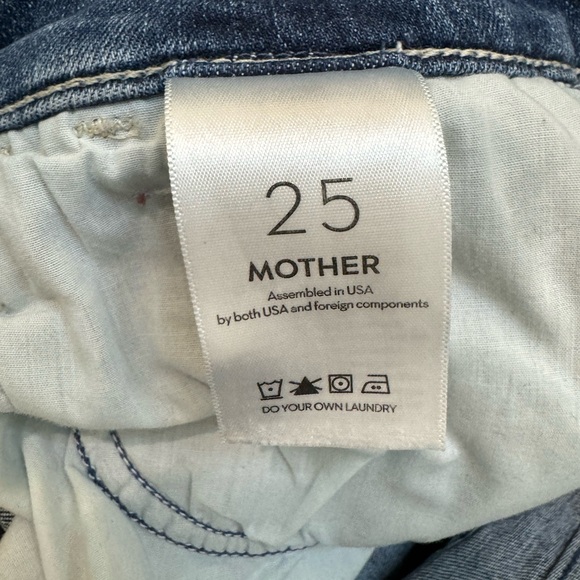 25
MOTHER
Assembled in USA
by both USA and foreign components
DO YOUR OWN LAUNDRY